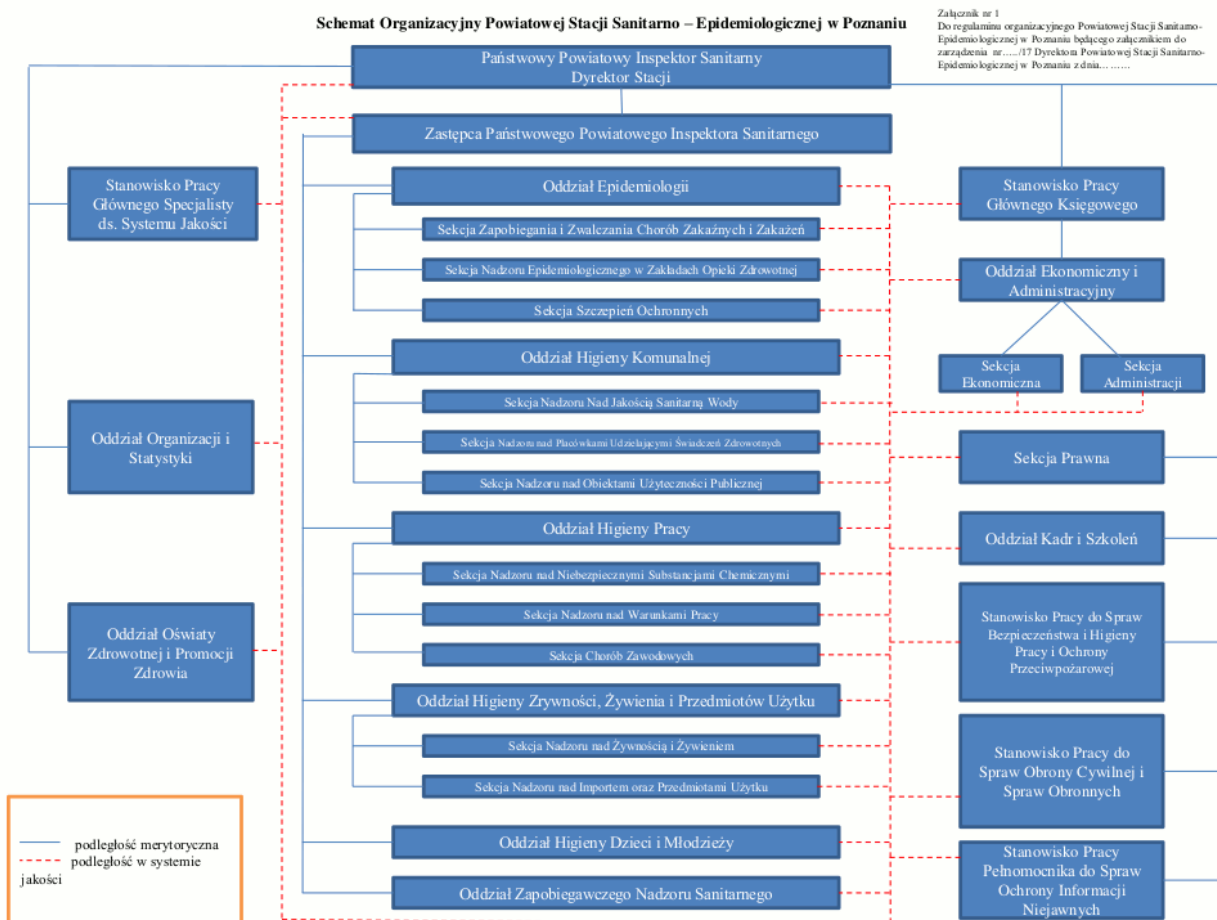 Schemat Organizacyjny Powiatowej Stacji Sanitarno – Epidemiologicznej w Poznaniu
Załącznik nr 1
Do regulaminu organizacyjnego Powiatowej Stacji Sanitarno-
Epidemiologicznej w Poznaniu będącego załącznikiem do
zarządzenia nr…../17 Dyrektora Powiatowej Stacji Sanitarno-
Epidemiologicznej w Poznaniu z dnia………
Państwowy Powiatowy Inspektor Sanitarny
Dyrektor Stacji
Zastępca Państwowego Powiatowego Inspektora Sanitarnego
Stanowisko Pracy
Głównego Specjalisty
ds. Systemu Jakości
Oddział Organizacji i
Statystyki
Oddział Oświaty
Zdrowotnej i Promocji
Zdrowia
Oddział Epidemiologii
Sekcja Zapobiegania i Zwalczania Chorób Zakaźnych i Zakażeń
Sekcja Nadzoru Epidemiologicznego w Zakładach Opieki Zdrowotnej
Sekcja Szczepień Ochronnych
Oddział Higieny Komunalnej
Sekcja Nadzoru Nad Jakością Sanitarną Wody
Sekcja Nadzoru nad Placówkami Udzielającymi Świadczeń Zdrowotnych
Sekcja Nadzoru nad Obiektami Użyteczności Publicznej
Oddział Higieny Pracy
Sekcja Nadzoru nad Niebezpiecznymi Substancjami Chemicznymi
Sekcja Nadzoru nad Warunkami Pracy
Sekcja Chorób Zawodowych
Oddział Higieny Zrywności, Żywienia i Przedmiotów Użytku
Sekcja Nadzoru nad Żywnością i Żywieniem
Sekcja Nadzoru nad Importem oraz Przedmiotami Użytku
Oddział Higieny Dzieci i Młodzieży
Oddział Zapobiegawczego Nadzoru Sanitarnego
Stanowisko Pracy
Głównego Księgowego
Oddział Ekonomiczny i
Administracyjny
Sekcja
Ekonomiczna
Sekcja
Administracji
Sekcja Prawna
Oddział Kadr i Szkoleń
Stanowisko Pracy do Spraw
Bezpieczeństwa i Higieny
Pracy i Ochrony
Przeciwpożarowej
Stanowisko Pracy do
Spraw Obrony Cywilnej i
Spraw Obronnych
Stanowisko Pracy
Pełnomocnika do Spraw
Ochrony Informacji
Niejawnych
podległość merytoryczna
podległość w systemie
jakości